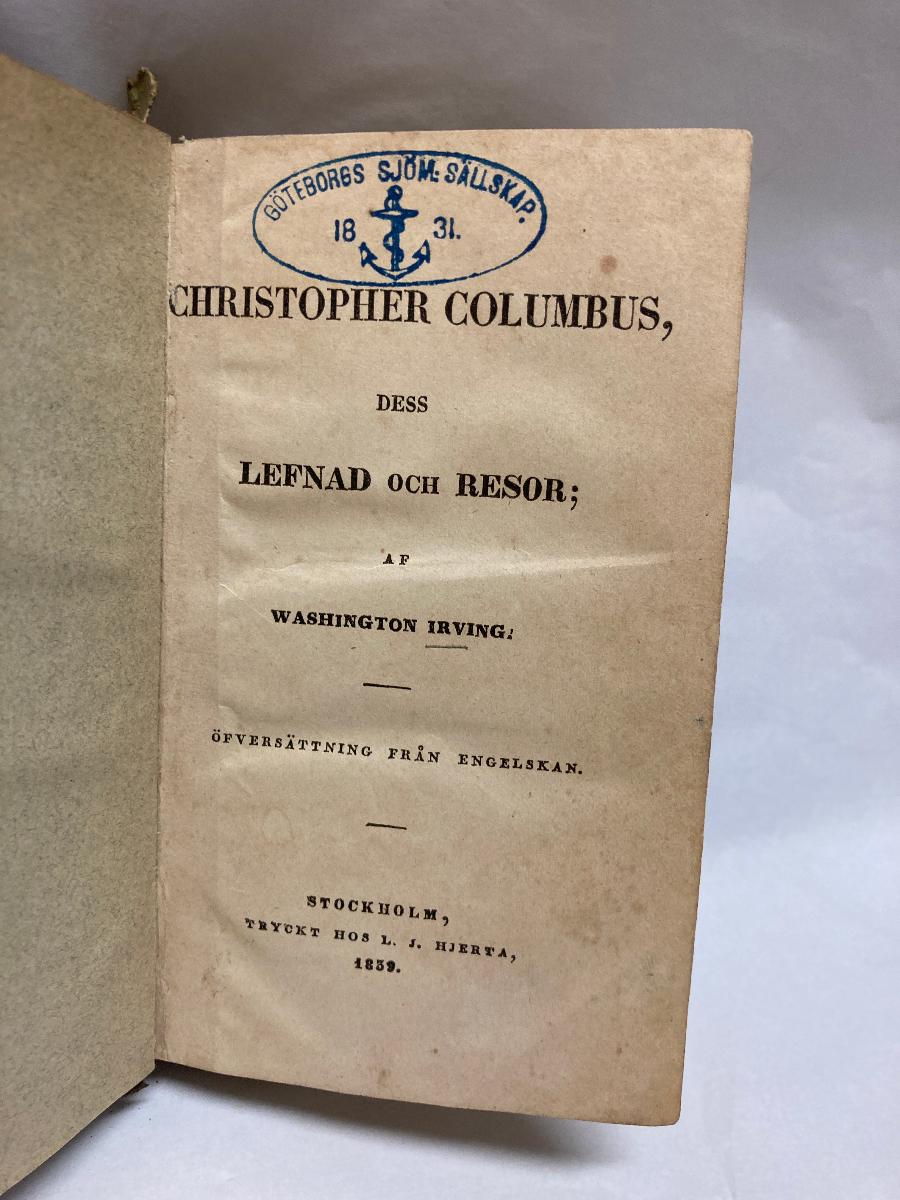 GÖTEBORGS SJÖM: SÄLLSKAP.
18 31.
CHRISTOPHER COLUMBUS,
DESS
LEFNAD OCH RESOR;
AF
WASHINGTON IRVING.
ÖFVERSÄTTNING FRÅN ENGELSKAN.
STOCKHOLM,
TRYCKT HOS L. J. HJERTA,
1839.